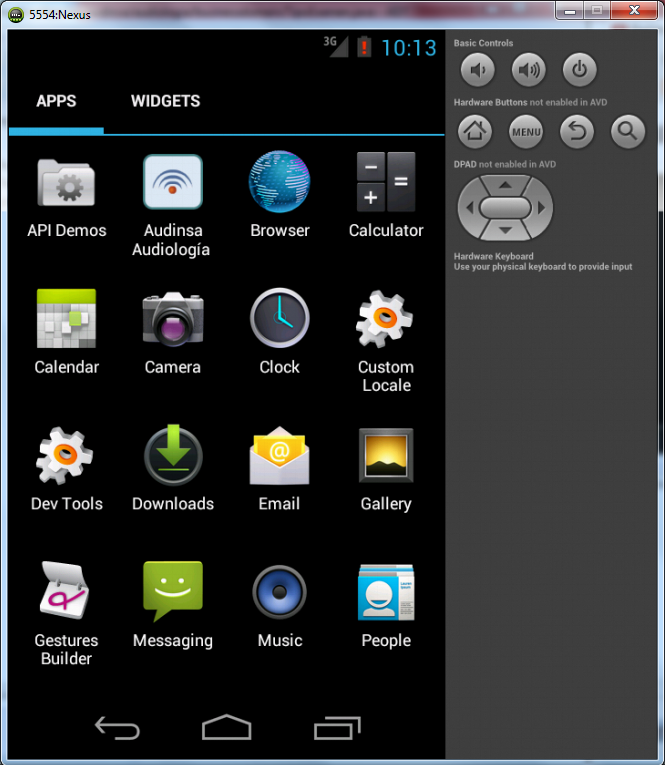 5554:Nexus
3G 10:13
APPS WIDGETS
API Demos
Audinsa
Audiología
Browser
Calculator
Calendar
Camera
Clock
Custom
Locale
Dev Tools
Downloads
Email
Gallery
Gestures
Builder
Messaging
Music
People
Basic Controls
Hardware Buttons not enabled in AVD
MENU
DPAD not enabled in AVD
Hardware Keyboard
Use your physical keyboard to provide input